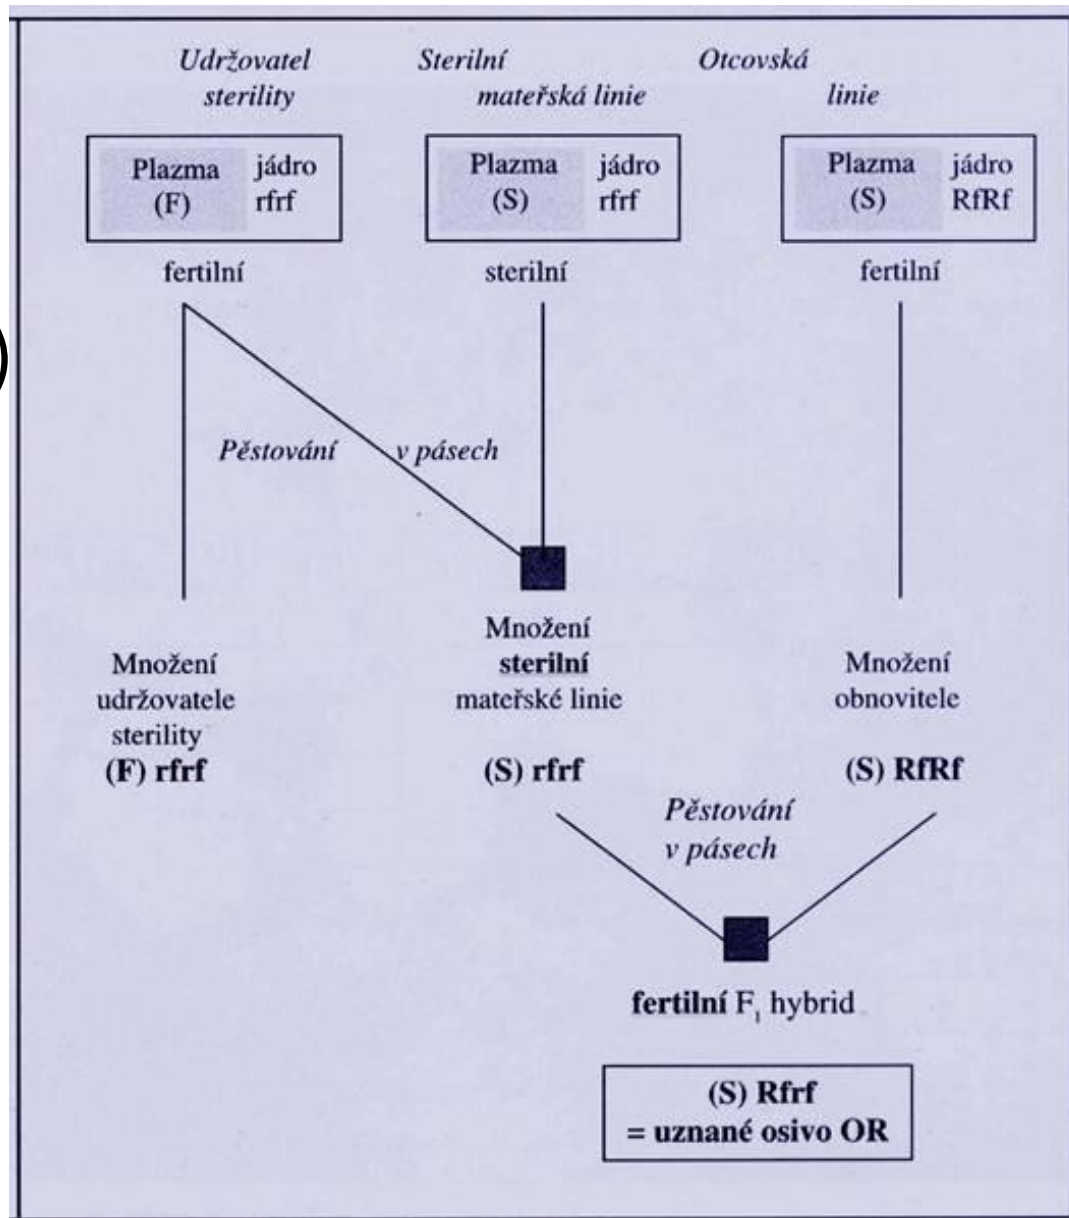 Udržovatel
sterility
Sterilní
mateřská linie
Otcovská
linie
Plazma
(F)
jádro
rfrf
Plazma
(S)
jádro
rfrf
Plazma
(S)
jádro
RfRf
fertilní
sterilní
fertilní
Pěstování v pásech
Množení
udržovatele
sterility
(F) rfrf
Množení
sterilní
mateřské linie
(S) rfrf
Množení
obnovitele
(S) RfRf
Pěstování
v pásech
fertilní F₁ hybrid
(S) Rfrf
= uznané osivo OR
)